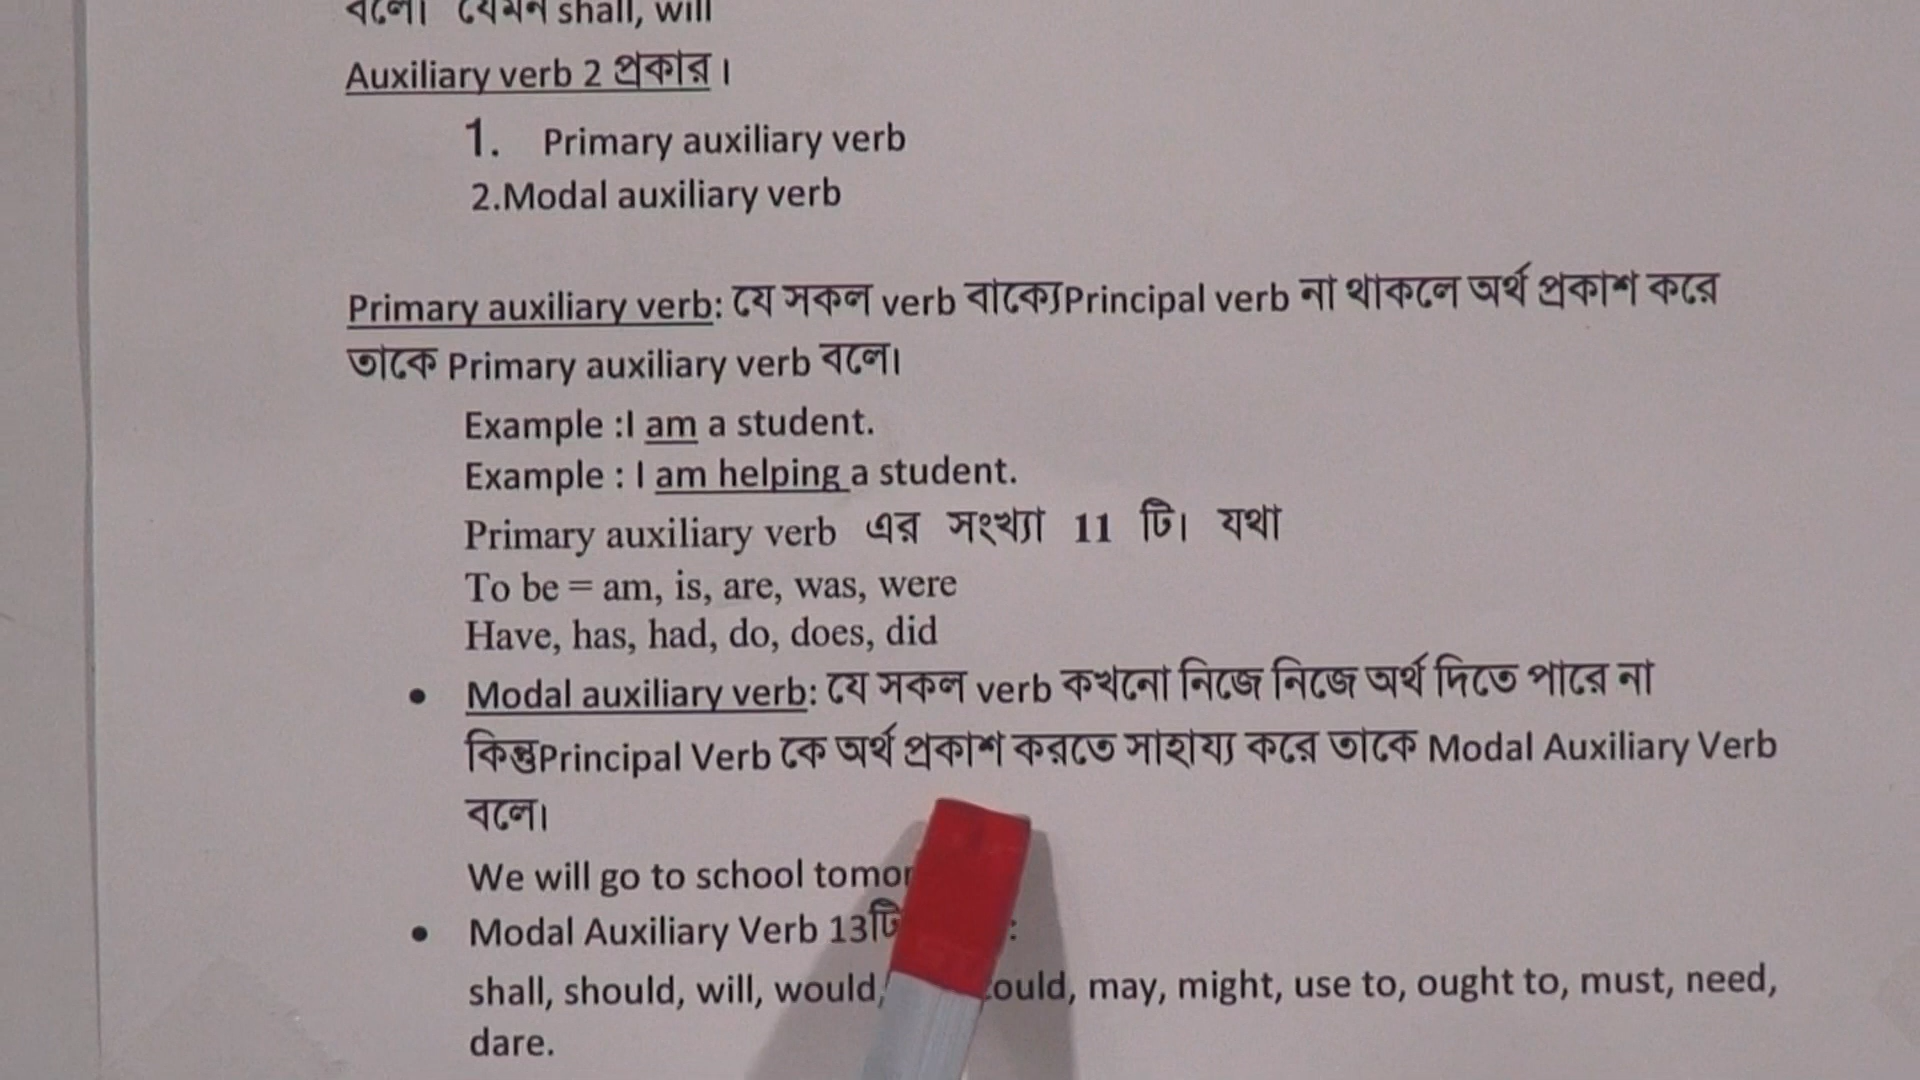 বলে। যেমন shall, will
Auxiliary verb 2 প্রকার।
1. Primary auxiliary verb
2.Modal auxiliary verb
Primary auxiliary verb: যে সকল verb বাক্যেPrincipal verb না থাকলে অর্থ প্রকাশ করে
তাকে Primary auxiliary verb বলে।
Example :I am a student.
Example : I am helping a student.
Primary auxiliary verb এর সংখ্যা 11 টি। যথা
To be = am, is, are, was, were
Have, has, had, do, does, did
• Modal auxiliary verb: যে সকল verb কখনো নিজে নিজে অর্থ দিতে পারে না
কিন্তুPrincipal Verb কে অর্থ প্রকাশ করতে সাহায্য করে তাকে Modal Auxiliary Verb
বলে।
We will go to school
• Modal Auxiliary Verb 13টি :
shall, should, will, would, may, might, use to, ought to, must, need,
dare.